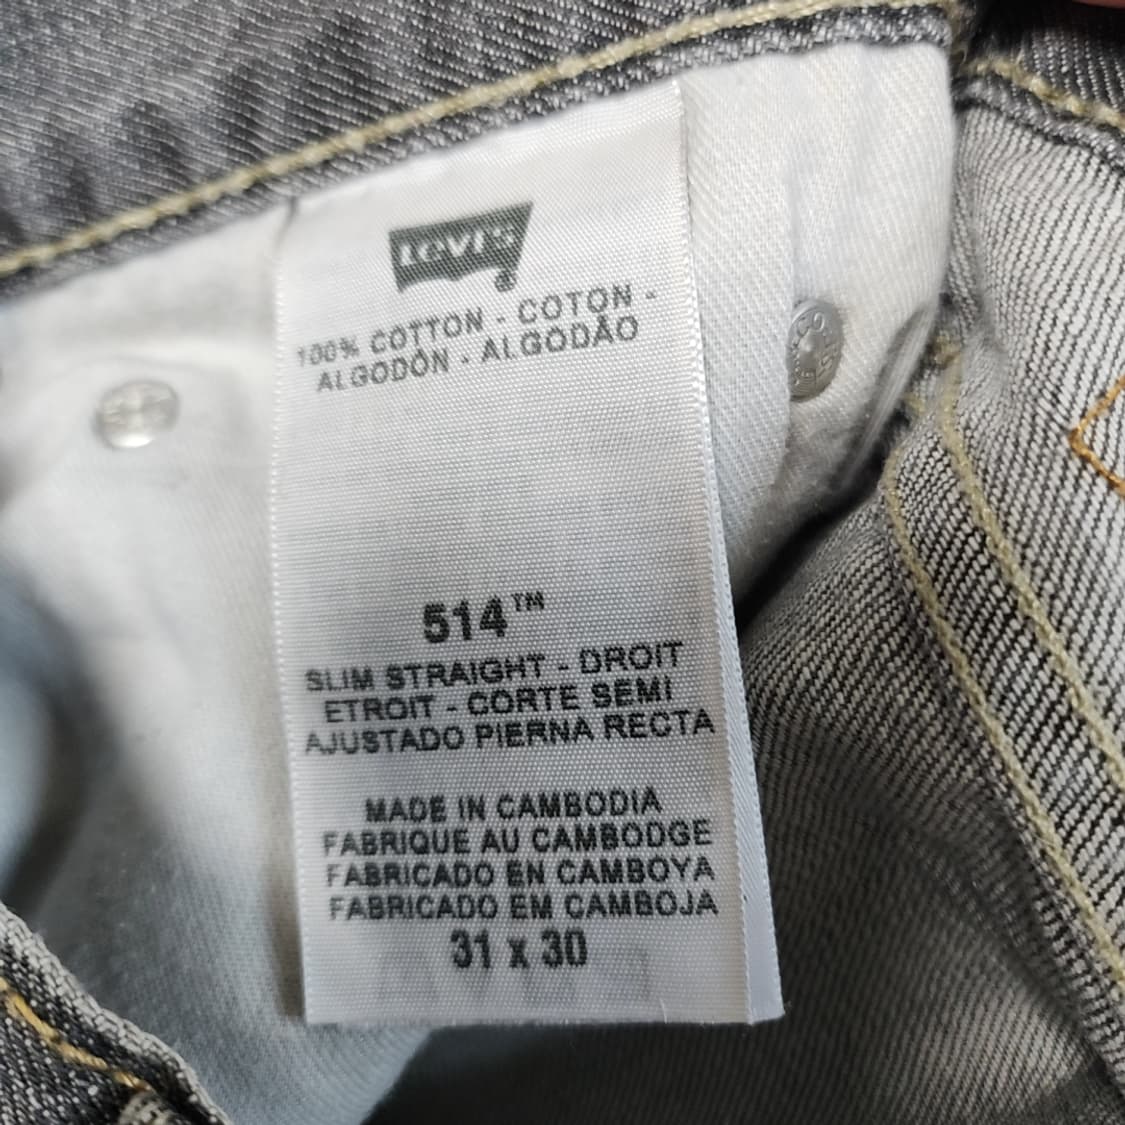 Levi's
100% COTTON - COTON -
ALGODÓN - ALGODÃO
514™
SLIM STRAIGHT - DROIT
ETROIT - CORTE SEMI
AJUSTADO PIERNA RECTA
MADE IN CAMBODIA
FABRIQUE AU CAMBODGE
FABRICADO EN CAMBOYA
FABRICADO EM CAMBOJA
31 x 30